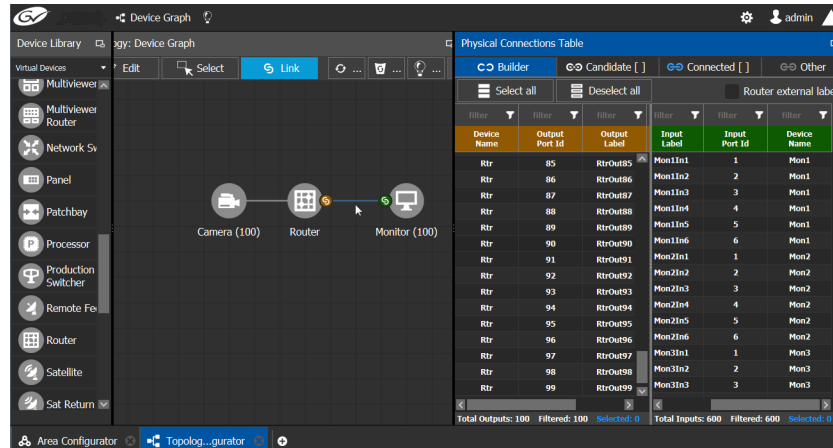 GV
Device Graph
admin
Device Library
ogy: Device Graph
Physical Connections Table
Virtual Devices
Edit
Select
Link
...
...
...
Builder
Candidate [ ]
Connected [ ]
Other
Select all
Deselect all
Router external labe
filter filter filter filter filter filter
Device Name
Output Port Id
Output Label
Input Label
Input Port Id
Device Name
Rtr 85 RtrOut85 Mon1In1 1 Mon1
Rtr 86 RtrOut86 Mon1In2 2 Mon1
Rtr 87 RtrOut87 Mon1In3 3 Mon1
Rtr 88 RtrOut88 Mon1In4 4 Mon1
Rtr 89 RtrOut89 Mon1In5 5 Mon1
Rtr 90 RtrOut90 Mon1In6 6 Mon1
Rtr 91 RtrOut91 Mon2In1 1 Mon2
Rtr 92 RtrOut92 Mon2In2 2 Mon2
Rtr 93 RtrOut93 Mon2In3 3 Mon2
Rtr 94 RtrOut94 Mon2In4 4 Mon2
Rtr 95 RtrOut95 Mon2In5 5 Mon2
Rtr 96 RtrOut96 Mon2In6 6 Mon2
Rtr 97 RtrOut97 Mon3In1 1 Mon3
Rtr 98 RtrOut98 Mon3In2 2 Mon3
Rtr 99 RtrOut99 Mon3In3 3 Mon3
Total Outputs: 100 Filtered: 100 Selected: 0
Total Inputs: 600 Filtered: 600 Selected: 0
Multiviewer
Multiviewer
Router
Network Sv
Panel
Patchbay
P
Processor
Production
Switcher
Remote Fe
Router
Satellite
Sat Return
Camera (100)
Router
Monitor (100)
Area Configurator
Topolog...gurator